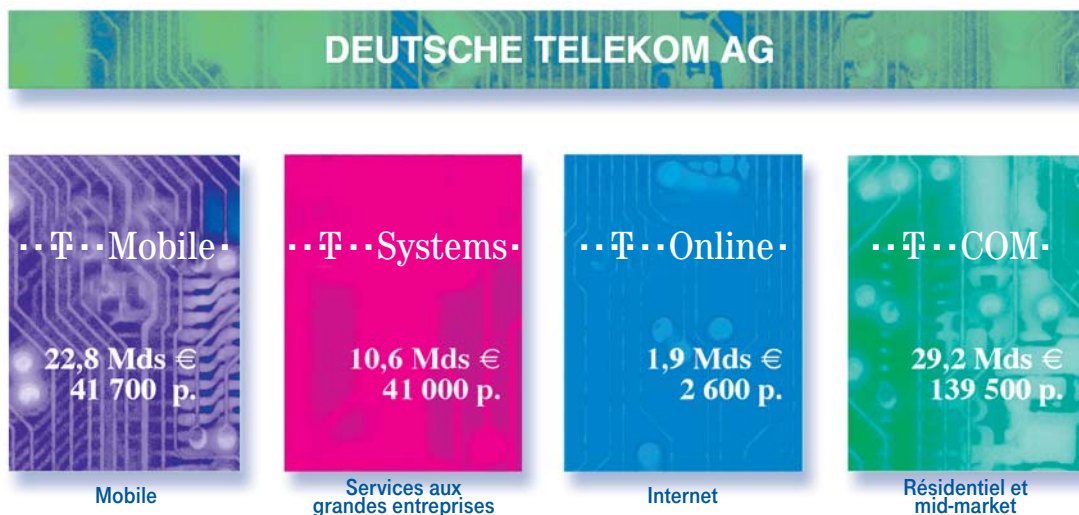 DEUTSCHE TELEKOM AG
··T··Mobile·
22,8 Mds €
41 700 p.
Mobile
··T··Systems·
10,6 Mds €
41 000 p.
Services aux
grandes entreprises
··T··Online·
1,9 Mds €
2 600 p.
Internet
··T··COM·
29,2 Mds €
139 500 p.
Résidentiel et
mid-market